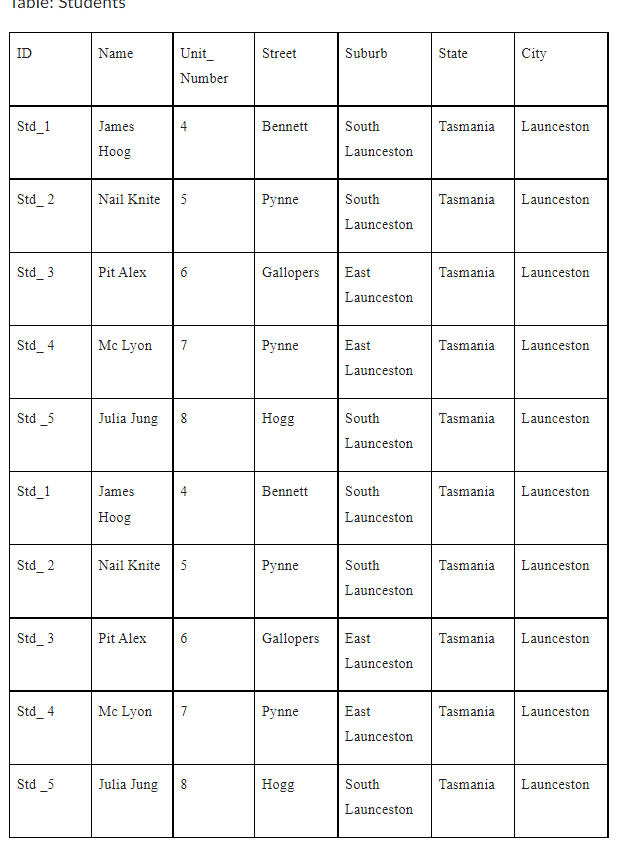 Table: Students
ID Name Unit_ Street Suburb State City
Number
Std_1 James 4 Bennett South Tasmania Launceston
Hoog Launceston
Std_ 2 Nail Knite 5 Pynne South Tasmania Launceston
Launceston
Std_ 3 Pit Alex 6 Gallopers East Tasmania Launceston
Launceston
Std_ 4 Mc Lyon 7 Pynne East Tasmania Launceston
Launceston
Std _5 Julia Jung 8 Hogg South Tasmania Launceston
Launceston
Std_1 James 4 Bennett South Tasmania Launceston
Hoog Launceston
Std_ 2 Nail Knite 5 Pynne South Tasmania Launceston
Launceston
Std_ 3 Pit Alex 6 Gallopers East Tasmania Launceston
Launceston
Std_ 4 Mc Lyon 7 Pynne East Tasmania Launceston
Launceston
Std _5 Julia Jung 8 Hogg South Tasmania Launceston
Launceston